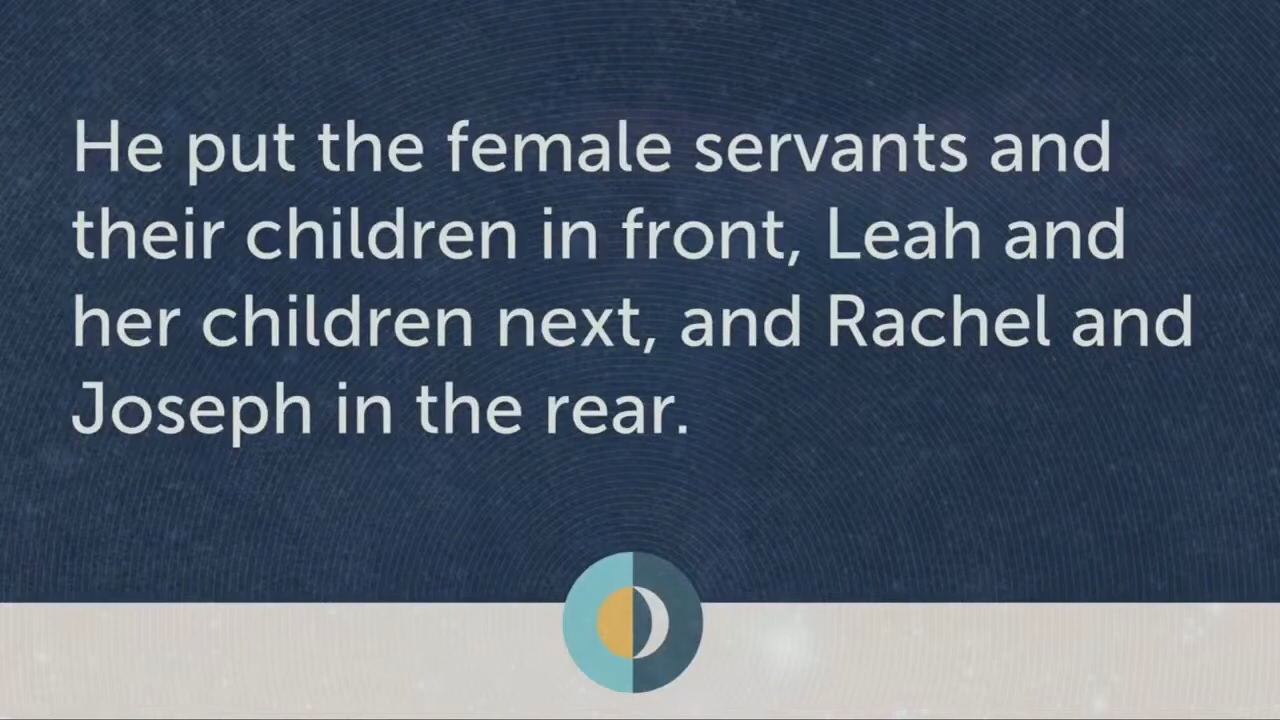 He put the female servants and
their children in front, Leah and
her children next, and Rachel and
Joseph in the rear.